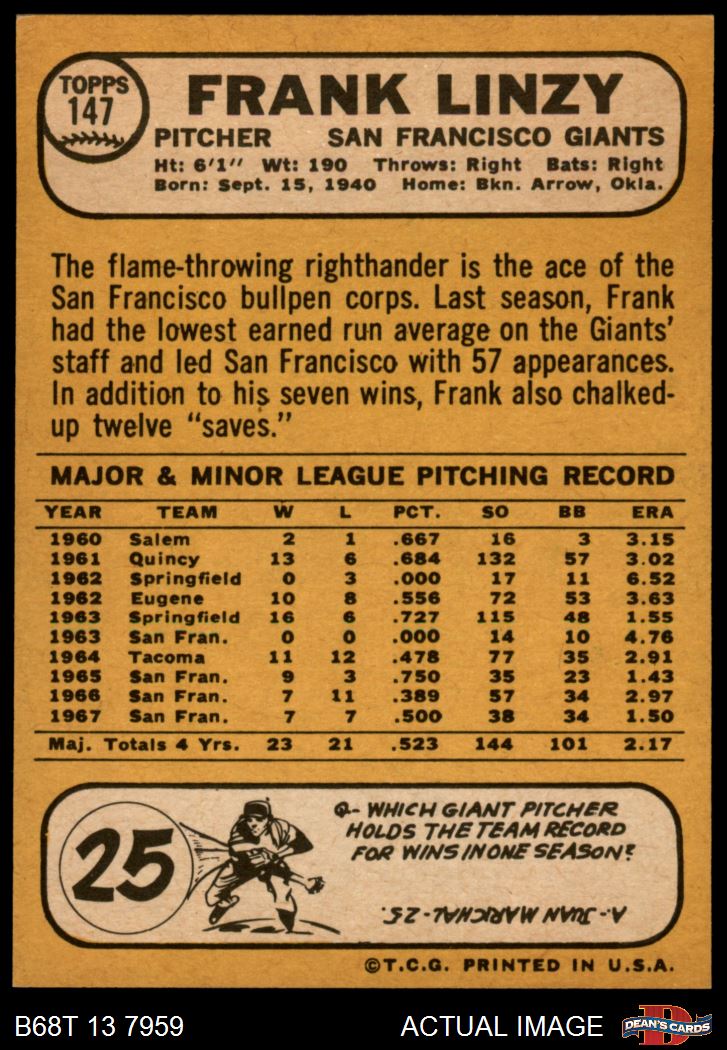 TOPPS
147
FRANK LINZY
PITCHER SAN FRANCISCO GIANTS
Ht: 6'1" Wt: 190 Throws: Right Bats: Right
Born: Sept. 15, 1940 Home: Bkn. Arrow, Okla.
The flame-throwing righthander is the ace of the
San Francisco bullpen corps. Last season, Frank
had the lowest earned run average on the Giants'
staff and led San Francisco with 57 appearances.
In addition to his seven wins, Frank also chalked-
up twelve "saves."
MAJOR & MINOR LEAGUE PITCHING RECORD
YEAR TEAM W L PCT. SO BB ERA
1960 Salem 2 1 .667 16 3 3.15
1961 Quincy 13 6 .684 132 57 3.02
1962 Springfield 0 3 .000 17 11 6.52
1962 Eugene 10 8 .556 72 53 3.63
1963 Springfield 16 6 .727 115 48 1.55
1963 San Fran. 0 0 .000 14 10 4.76
1964 Tacoma 11 12 .478 77 35 2.91
1965 San Fran. 9 3 .750 35 23 1.43
1966 San Fran. 7 11 .389 57 34 2.97
1967 San Fran. 7 7 .500 38 34 1.50
Maj. Totals 4 Yrs. 23 21 .523 144 101 2.17
25
Q- WHICH GIANT PITCHER
HOLDS THE TEAM RECORD
FOR WINS IN ONE SEASON?
A- JUAN MARICHAL - 25.
©T.C.G. PRINTED IN U.S.A.
B68T 13 7959 ACTUAL IMAGE
D
DEAN'S CARDS